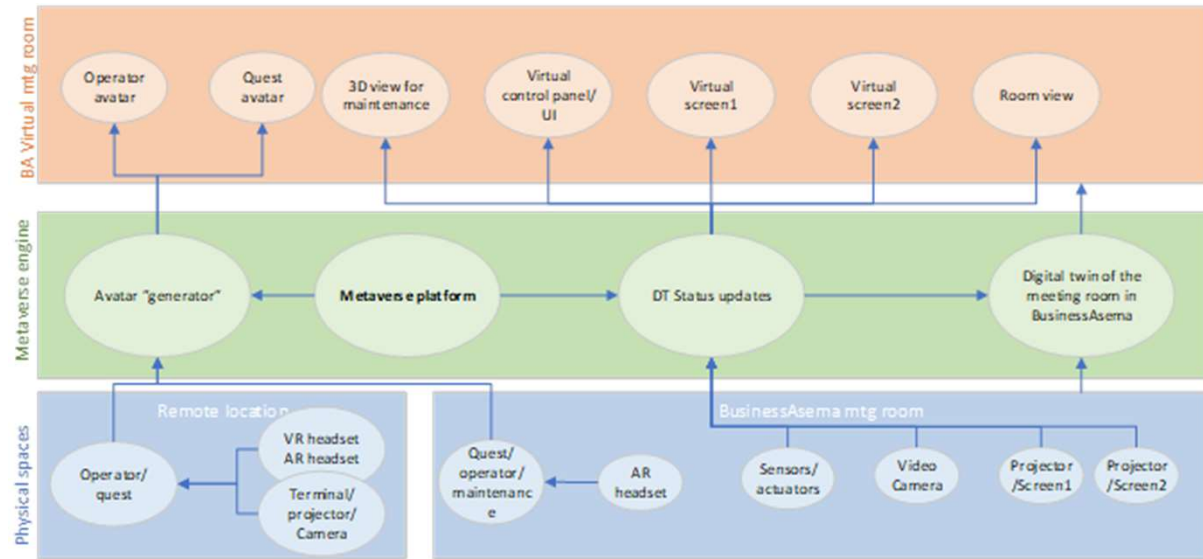 BA Virtual mtg room
Operator
avatar
Quest
avatar
3D view for
maintenance
Virtual
control panel/
UI
Virtual
screen1
Virtual
screen2
Room view
Metaverse engine
Avatar “generator”
Metaverse platform
DT Status updates
Digital twin of the
meeting room in
BusinessAsema
Physical spaces
Remote location
Operator/
quest
VR headset
AR headset
Terminal/
projector/
Camera
BusinessAsema mtg room
Quest/
operator/
maintenanc
e
AR
headset
Sensors/
actuators
Video
Camera
Projector
/Screen1
Projector
/Screen2